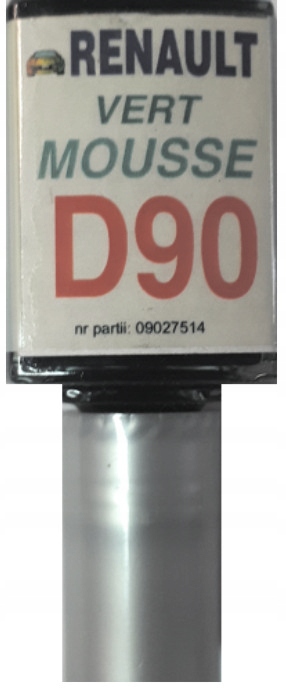 RENAULT
VERT
MOUSSE
D90
nr partii: 09027514